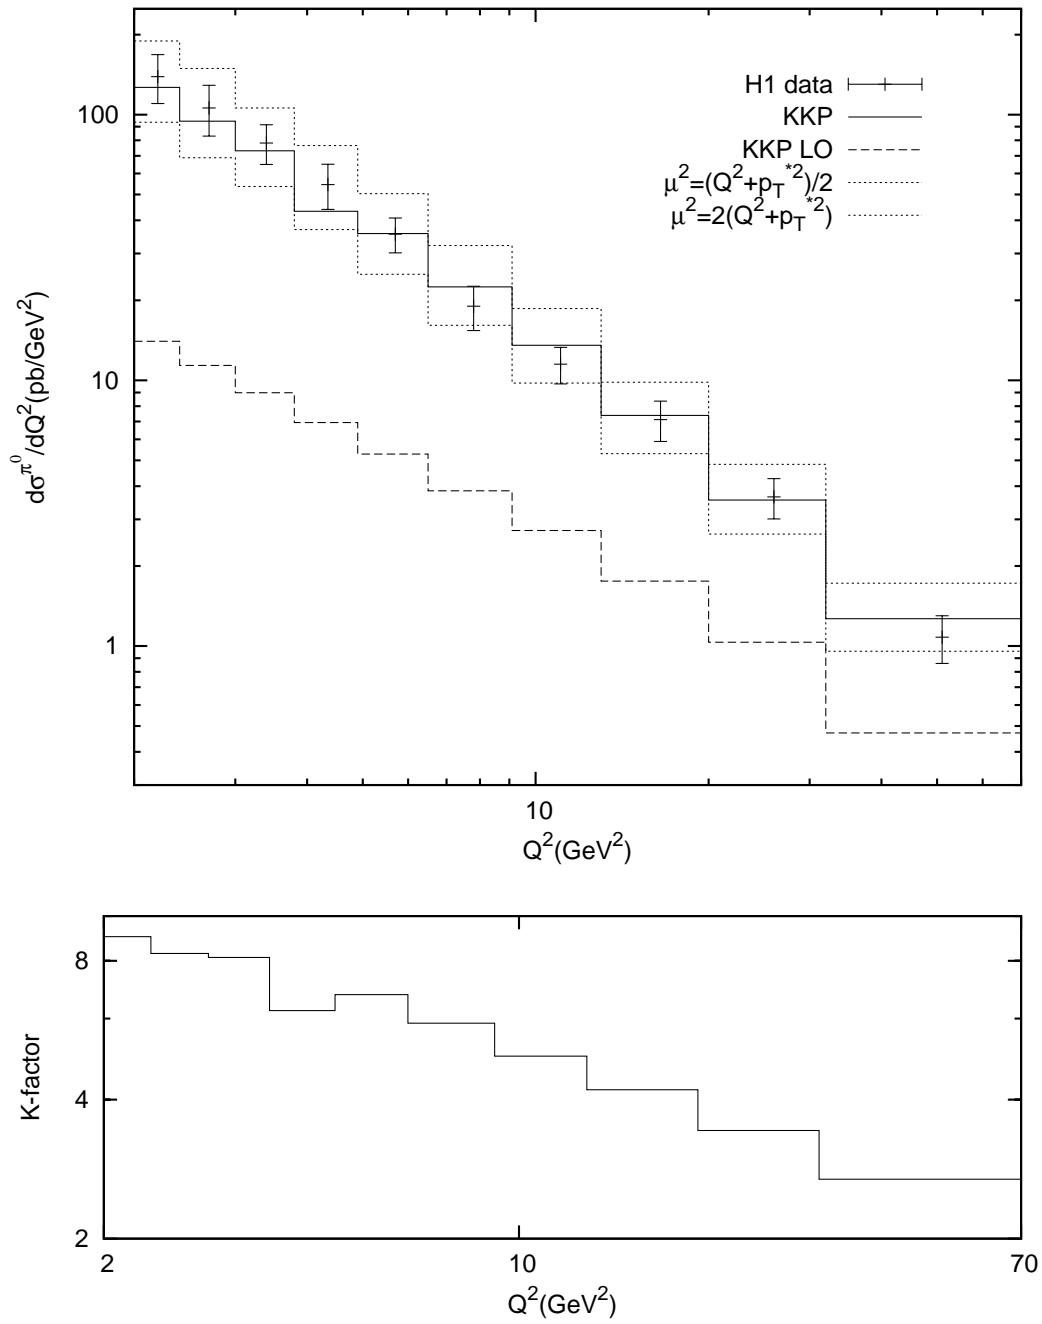 H1 data
KKP
KKP LO
μ²=(Q²+p_T*²)/2
μ²=2(Q²+p_T*²)
100
10
1
dσ^π⁰/dQ²(pb/GeV²)
10
Q²(GeV²)
8
4
2
K-factor
2 10 70
Q²(GeV²)